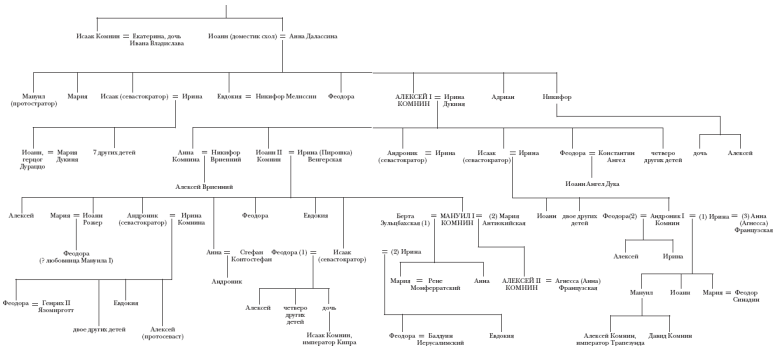 Исаак Комнин = Екатерина, дочь
Ивана Владислава
Иоанн (доместик схол) = Анна Далассина
Мануил
(протостратор)
Мария
Исаак (севастократор) = Ирина
Евдокия = Никифор Мелиссин
Феодора
АЛЕКСЕЙ I
КОМНИН
= Ирина
Дукиня
Адриан
Никифор
Иоанн,
герцог
Дураццо
= Мария
Дукиня
7 других детей
Анна
Комнина
= Никифор
Вриенний
Иоанн II
Комнин
= Ирина (Пиришка)
Венгерская
Андроник
(севастократор)
= Ирина
Исаак
(севастократор)
= Ирина
Феодора = Константин
Ангел
четверо
других детей
дочь
Алексей
Алексей Вриенний
Иоанн Ангел Дука
Алексей
Мария = Иоанн
Рожер
Андроник
(севастократор)
= Ирина
Комнина
Феодора
Евдокия
Берта
Зульцбахская (1)
= МАНУИЛ I =
КОМНИН
(2) Мария
Антиохийская
Иоанн
двое других
детей
Феодора(2) = Андроник I
Комнин
= (1) Ирина = (3) Анна
(Агнесса)
Французская
Феодора
(? любовница Мануила I)
Анна = Стефан
Контостефан
Феодора (1) =
Исаак
(севастократор)
= (2) Ирина
Алексей
Ирина
Андроник
Мария = Рене
Монферратский
Анна
АЛЕКСЕЙ II
КОМНИН
= Агнесса (Анна)
Французская
Феодора = Генрих II
Язомирготт
Евдокия
Алексей
четверо
других
детей
дочь
Мануил
Иоанн
Мария = Феодор
Синадин
двое других детей
Алексей
(протосеваст)
Исаак Комнин,
император Кипра
Феодора = Балдуин
Иерусалимский
Евдокия
Алексей Комнин,
император Трапезунда
Давид Комнин